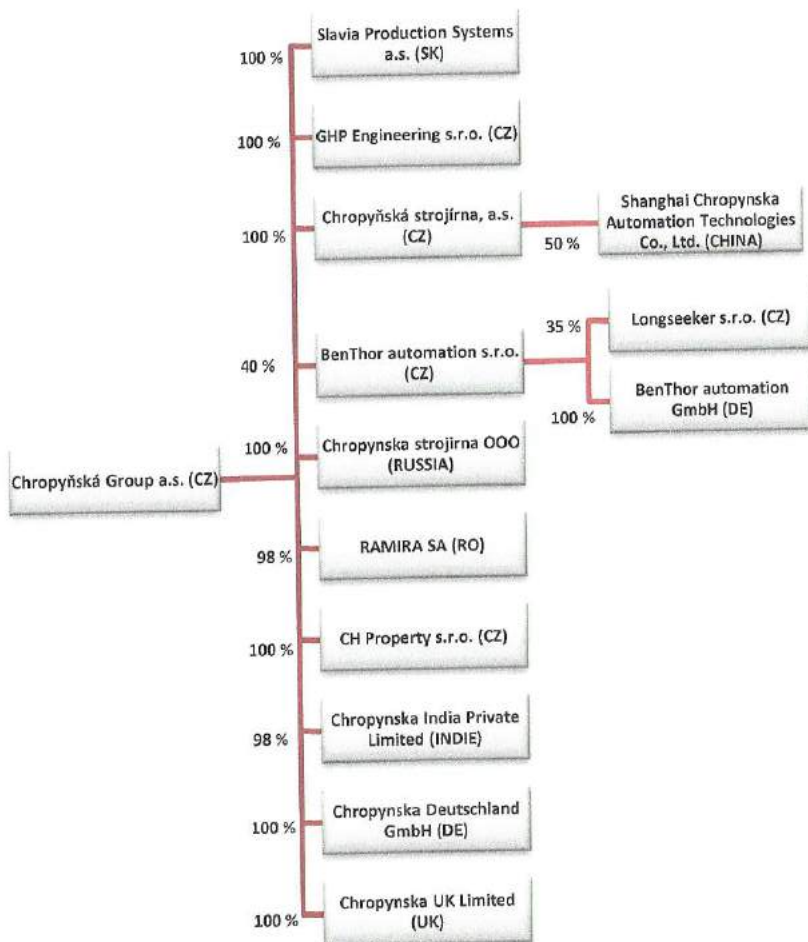 Slavia Production Systems
a.s. (SK)
100 %
GHP Engineering s.r.o. (CZ)
100 %
Chropyňská strojírna, a.s.
(CZ)
100 %
Shanghai Chropynska
Automation Technologies
Co., Ltd. (CHINA)
50 %
BenThor automation s.r.o.
(CZ)
40 %
Longseeker s.r.o. (CZ)
35 %
BenThor automation
GmbH (DE)
100 %
Chropyňská Group a.s. (CZ)
Chropynska strojirna OOO
(RUSSIA)
100 %
RAMIRA SA (RO)
98 %
CH Property s.r.o. (CZ)
100 %
Chropynska India Private
Limited (INDIE)
98 %
Chropynska Deutschland
GmbH (DE)
100 %
Chropynska UK Limited
(UK)
100 %